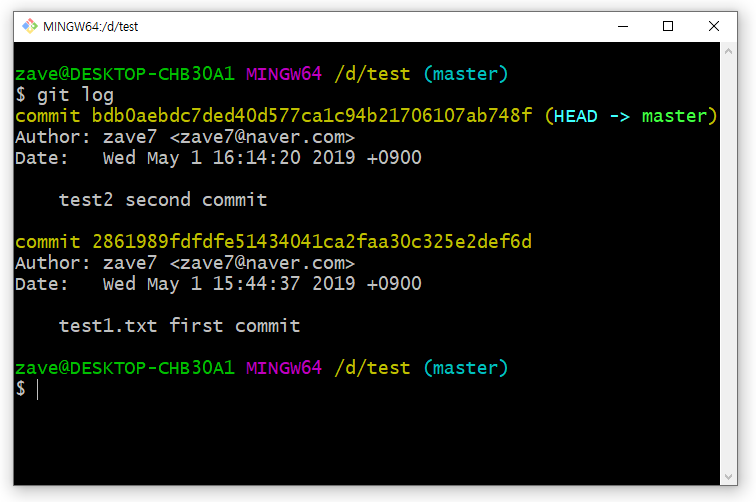 MINGW64:/d/test
zave@DESKTOP-CHB30A1 MINGW64 /d/test (master)
$ git log
commit bdb0aebdc7ded40d577ca1c94b21706107ab748f (HEAD -> master)
Author: zave7 <zave7@naver.com>
Date:   Wed May 1 16:14:20 2019 +0900
    test2 second commit
commit 2861989fdfdfe51434041ca2faa30c325e2def6d
Author: zave7 <zave7@naver.com>
Date:   Wed May 1 15:44:37 2019 +0900
    test1.txt first commit
zave@DESKTOP-CHB30A1 MINGW64 /d/test (master)
$